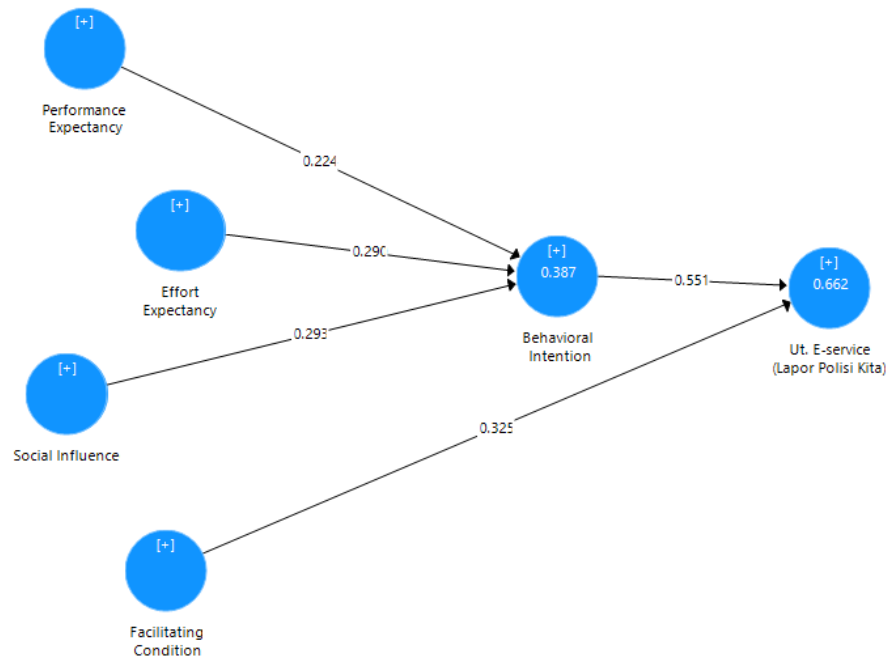 [+]
Performance
Expectancy
0.224
[+]
Effort
Expectancy
0.290
[+]
0.387
Behavioral
Intention
0.551
[+]
0.662
Ut. E-service
(Lapor Polisi Kita)
0.293
[+]
Social Influence
0.325
[+]
Facilitating
Condition